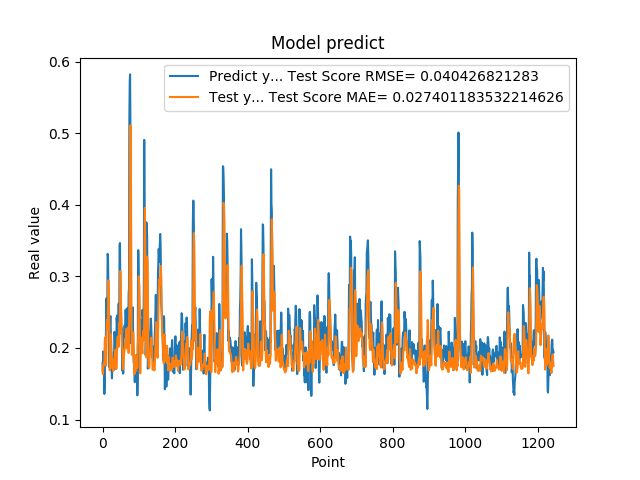 Model predict
Predict y... Test Score RMSE= 0.040426821283
Test y... Test Score MAE= 0.027401183532214626
0.6
0.5
0.4
0.3
0.2
0.1
Real value
0 200 400 600 800 1000 1200
Point